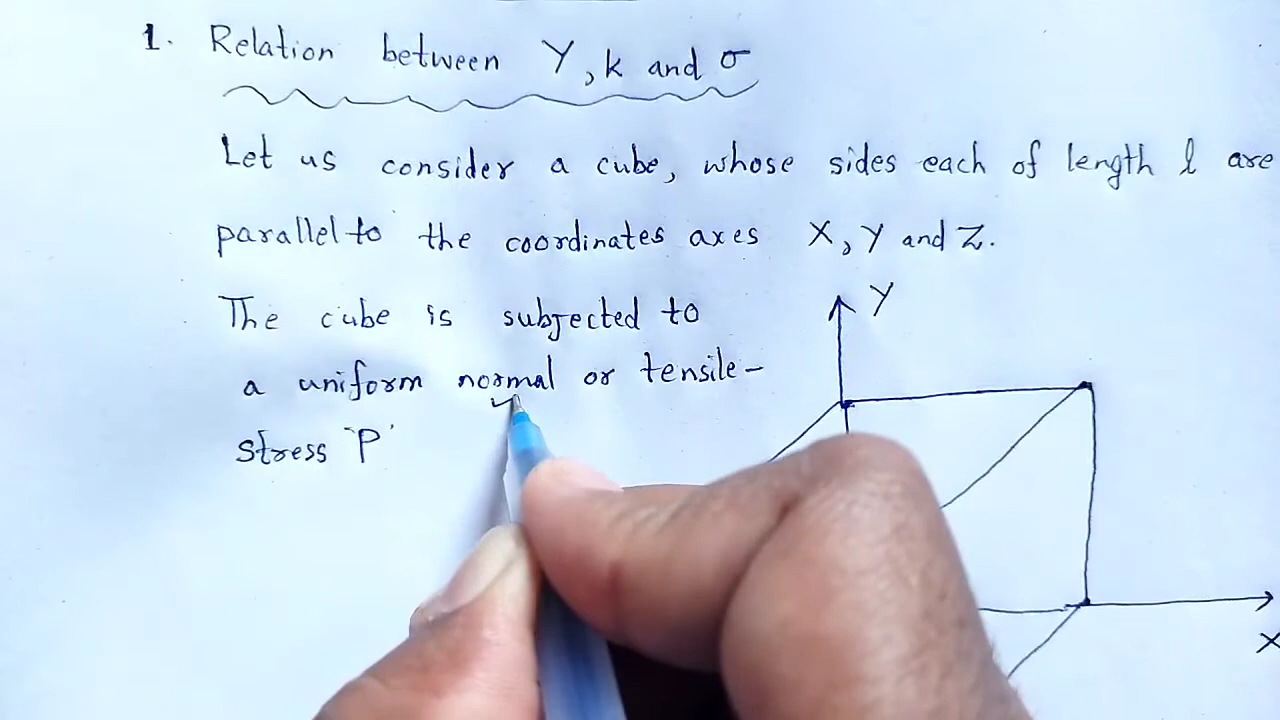 1. Relation between Y, k and σ
Let us consider a cube, whose sides each of length l are
parallel to the coordinates axes X, Y and Z.
The cube is subjected to
a uniform normal or tensile-
stress 'P'
Y
X